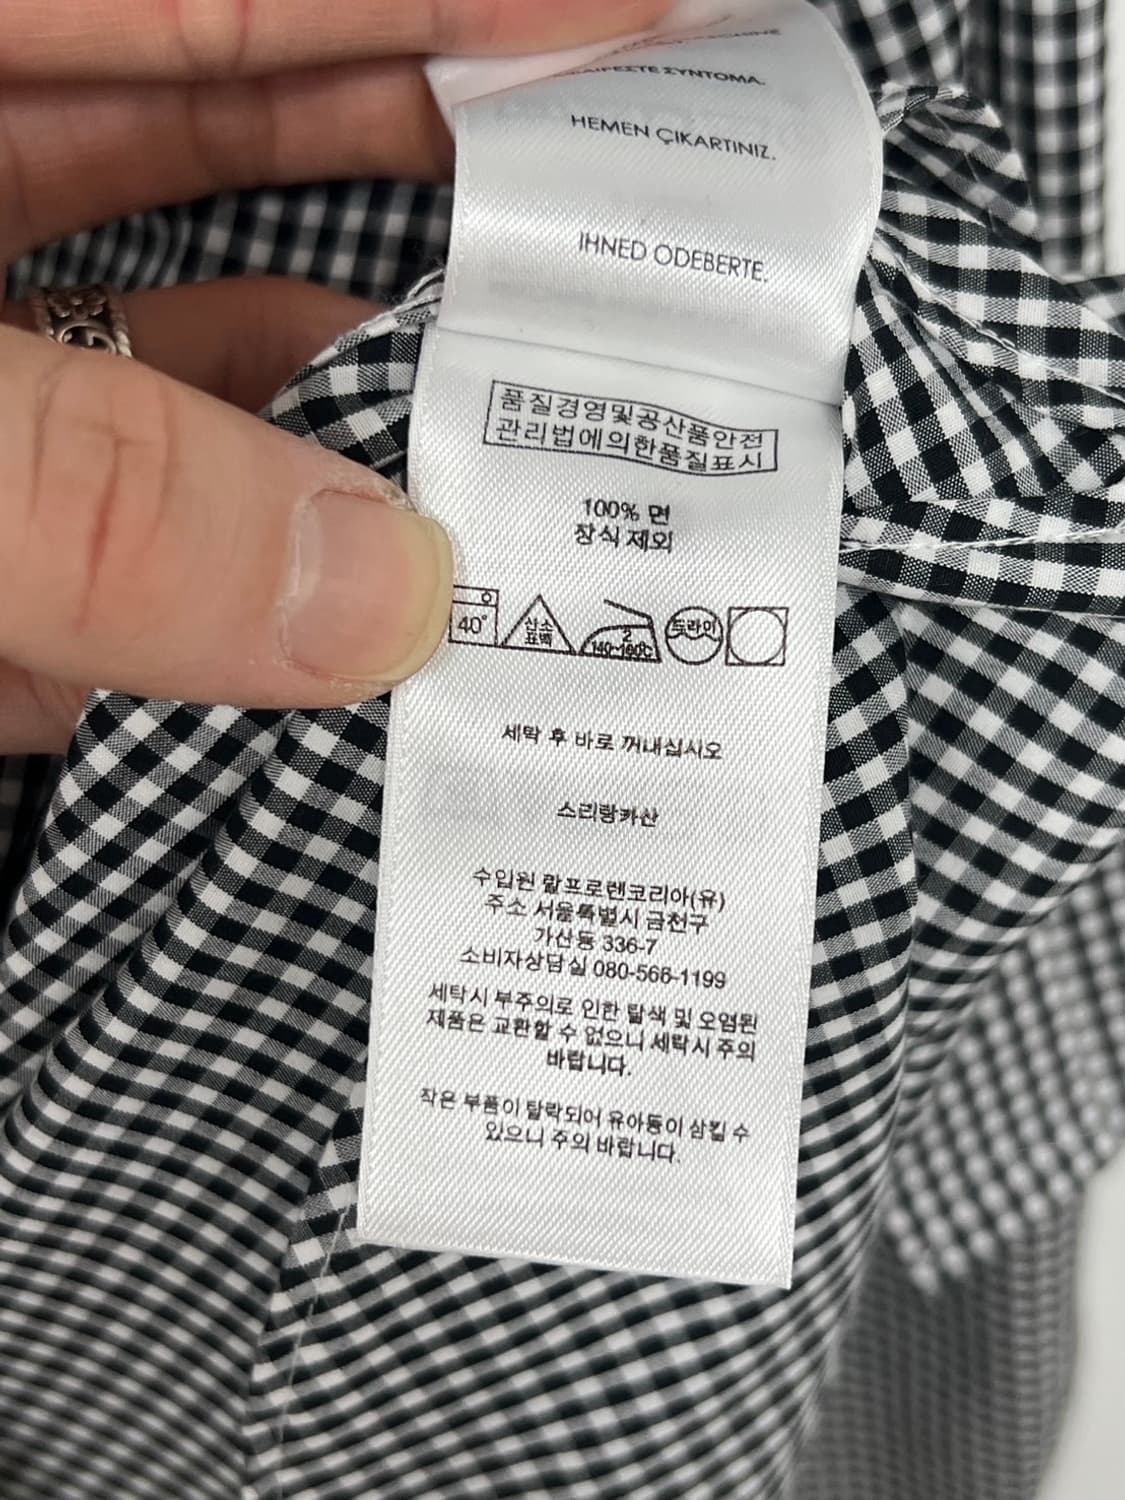 ΣΥΝΤΟΜΑ.
HEMEN ÇIKARTINIZ.
IHNED ODEBERTE.
품질경영및공산품안전
관리법에의한품질표시
100% 면
장식 제외
40°
산소
표백
2
140~160℃
드라이
세탁 후 바로 꺼내십시오
스리랑카산
수입원 랄프로렌코리아(유)
주소 서울특별시 금천구
가산동 336-7
소비자상담실 080-566-1199
세탁시 부주의로 인한 탈색 및 오염된
제품은 교환할 수 없으니 세탁시 주의
바랍니다.
작은 부품이 탈락되어 유아등이 삼킬 수
있으니 주의 바랍니다.